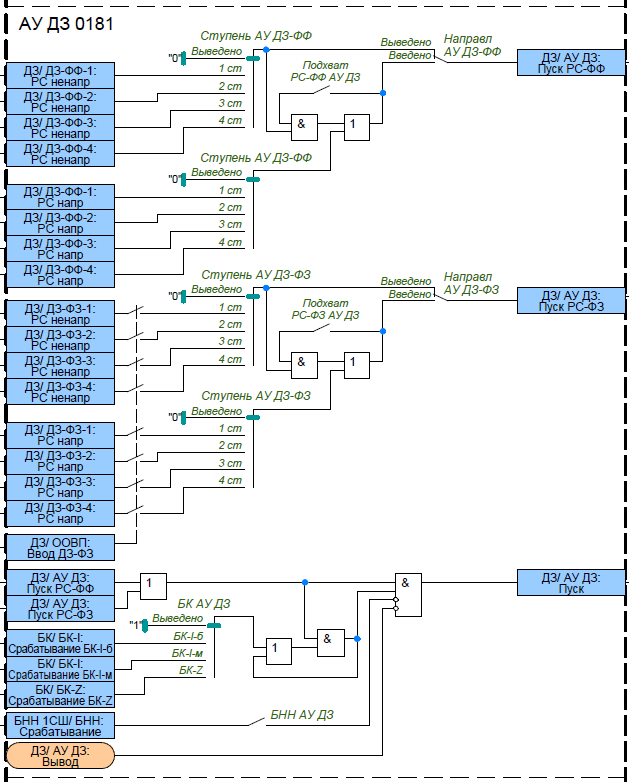 АУ ДЗ 0181
Ступень АУ ДЗ-ФФ
"0"
Выведено
1 ст
2 ст
3 ст
4 ст
ДЗ/ ДЗ-ФФ-1:
РС ненапр
ДЗ/ ДЗ-ФФ-2:
РС ненапр
ДЗ/ ДЗ-ФФ-3:
РС ненапр
ДЗ/ ДЗ-ФФ-4:
РС ненапр
Подхват
РС-ФФ АУ ДЗ
&
1
Выведено
Введено
Направл
АУ ДЗ-ФФ
ДЗ/ АУ ДЗ:
Пуск РС-ФФ
Ступень АУ ДЗ-ФФ
"0"
Выведено
1 ст
2 ст
3 ст
4 ст
ДЗ/ ДЗ-ФФ-1:
РС напр
ДЗ/ ДЗ-ФФ-2:
РС напр
ДЗ/ ДЗ-ФФ-3:
РС напр
ДЗ/ ДЗ-ФФ-4:
РС напр
Ступень АУ ДЗ-ФЗ
"0"
Выведено
1 ст
2 ст
3 ст
4 ст
ДЗ/ ДЗ-ФЗ-1:
РС ненапр
ДЗ/ ДЗ-ФЗ-2:
РС ненапр
ДЗ/ ДЗ-ФЗ-3:
РС ненапр
ДЗ/ ДЗ-ФЗ-4:
РС ненапр
Подхват
РС-ФЗ АУ ДЗ
&
1
Выведено
Введено
Направл
АУ ДЗ-ФЗ
ДЗ/ АУ ДЗ:
Пуск РС-ФЗ
Ступень АУ ДЗ-ФЗ
"0"
Выведено
1 ст
2 ст
3 ст
4 ст
ДЗ/ ДЗ-ФЗ-1:
РС напр
ДЗ/ ДЗ-ФЗ-2:
РС напр
ДЗ/ ДЗ-ФЗ-3:
РС напр
ДЗ/ ДЗ-ФЗ-4:
РС напр
ДЗ/ ООВП:
Ввод ДЗ-ФЗ
ДЗ/ АУ ДЗ:
Пуск РС-ФФ
ДЗ/ АУ ДЗ:
Пуск РС-ФЗ
1
&
ДЗ/ АУ ДЗ:
Пуск
БК АУ ДЗ
"1"
Выведено
БК-I-б
БК-I-м
БК-Z
БК/ БК-I:
Срабатывание БК-I-б
БК/ БК-I:
Срабатывание БК-I-м
БК/ БК-Z:
Срабатывание БК-Z
1
&
БНН 1СШ/ БНН:
Срабатывание
БНН АУ ДЗ
ДЗ/ АУ ДЗ:
Вывод